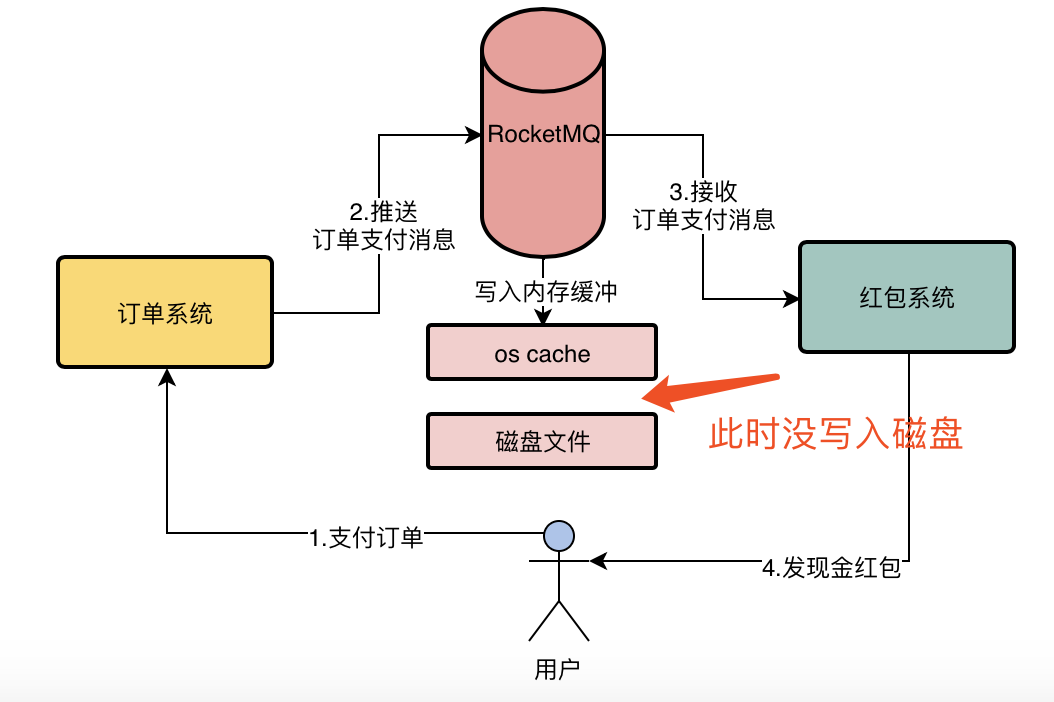 RocketMQ
2.推送
订单支付消息
3.接收
订单支付消息
写入内存缓冲
订单系统
红包系统
os cache
此时没写入磁盘
磁盘文件
1.支付订单
4.发现金红包
用户